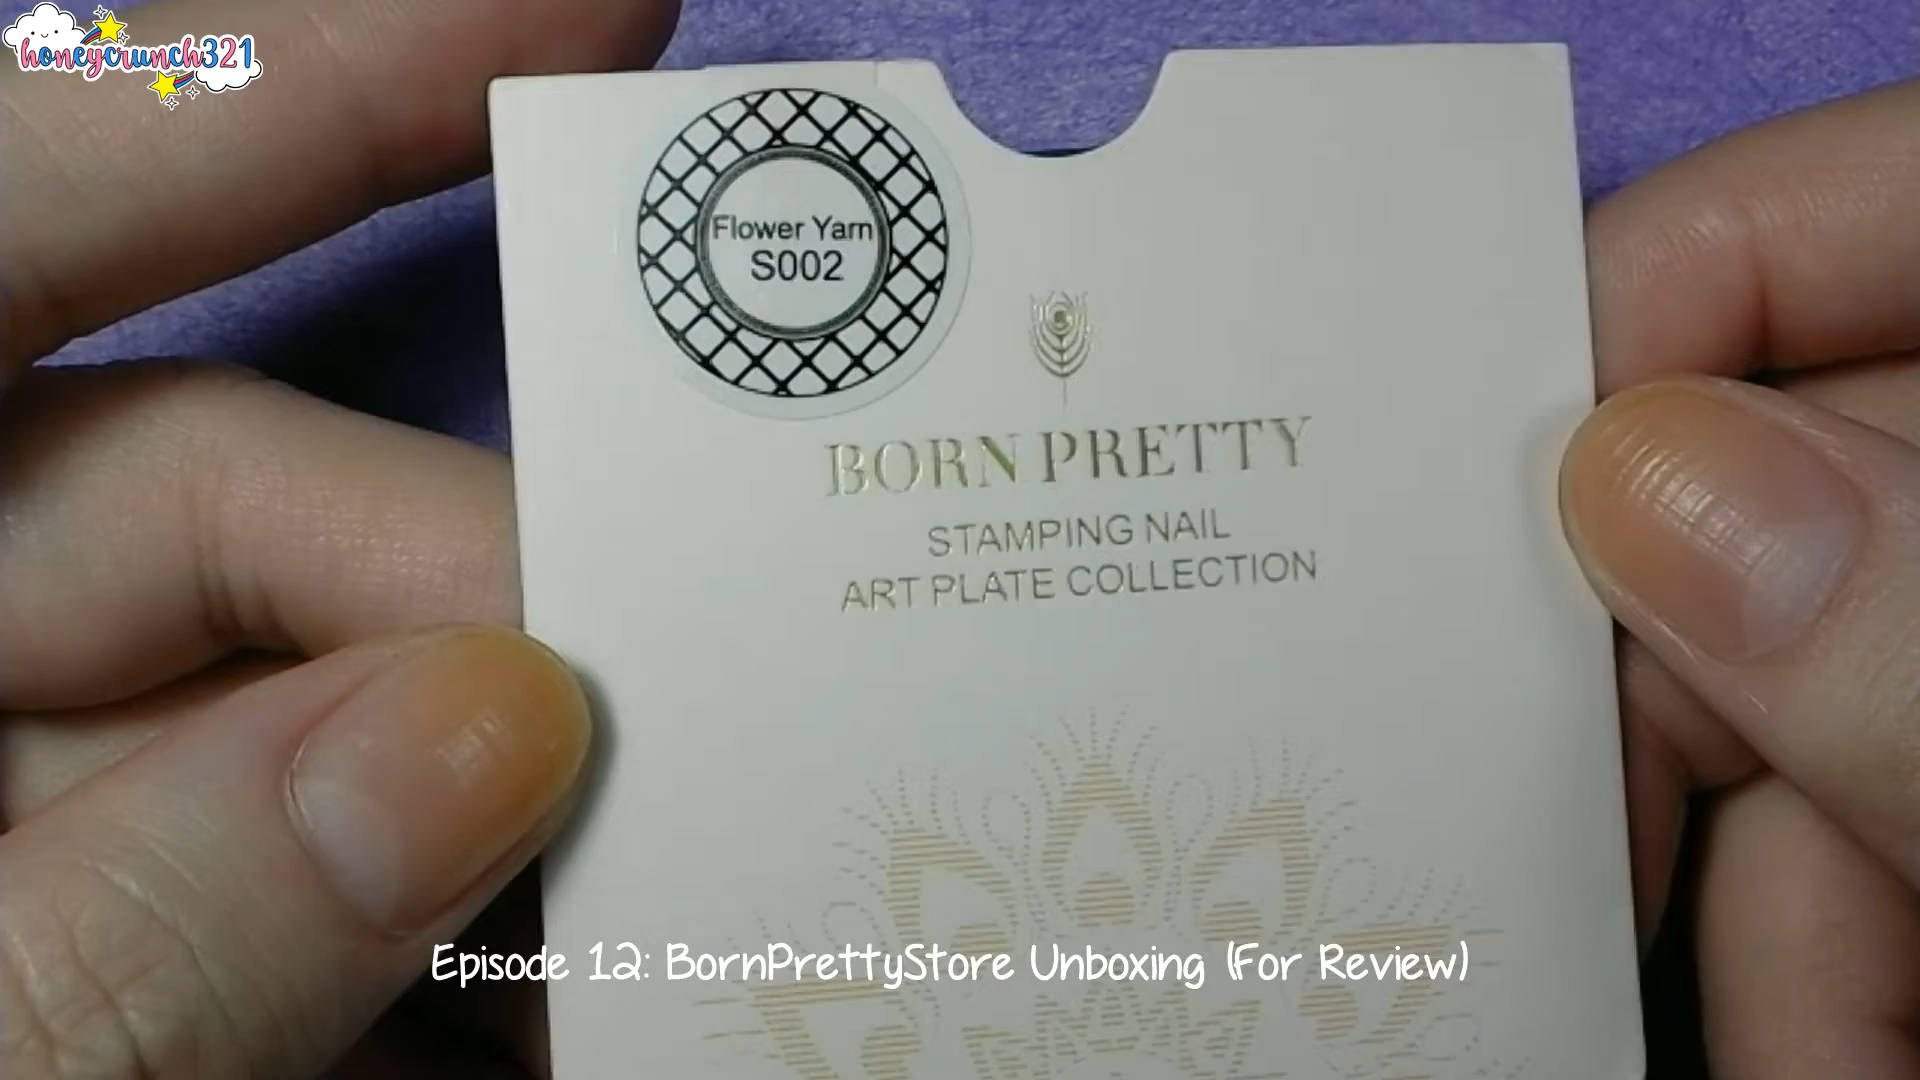 honeycrunch321
Flower Yarn
S002
BORN PRETTY
STAMPING NAIL
ART PLATE COLLECTION
Episode 12: BornPrettyStore Unboxing (For Review)